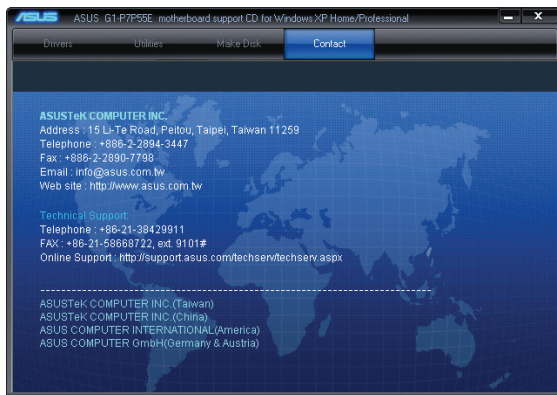 ASUS ASUS G1-P7P55E motherboard support CD for Windows XP Home/Professional
Drivers Utilities Make Disk Contact
ASUSTeK COMPUTER INC.
Address : 15 Li-Te Road, Peitou, Taipei, Taiwan 11259
Telephone : +886-2-2894-3447
Fax : +886-2-2890-7798
Email : info@asus.com.tw
Web site : http://www.asus.com.tw
Technical Support:
Telephone : +86-21-38429911
FAX : +86-21-58668722, ext. 9101#
Online Support : http://support.asus.com/techserv/techserv.aspx
ASUSTeK COMPUTER INC.(Taiwan)
ASUSTeK COMPUTER INC.(China)
ASUS COMPUTER INTERNATIONAL(America)
ASUS COMPUTER GmbH(Germany & Austria)